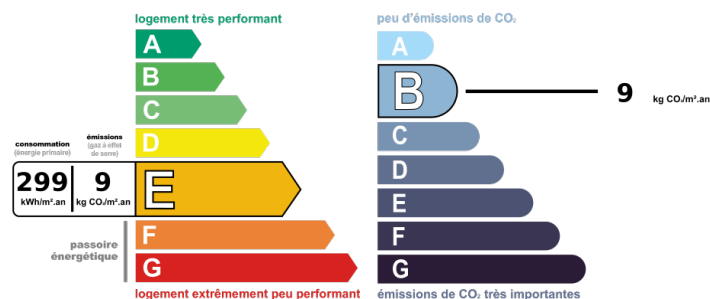 logement très performant
A
B
C
D
consommation
(énergie primaire)
émissions
(gaz à effet
de serre)
299
kWh/m².an
9
kg CO₂/m².an
E
F
G
passoire
énergétique
logement extrêmement peu performant
peu d'émissions de CO₂
A
B
9
kg CO₂/m².an
C
D
E
F
G
émissions de CO₂ très importantes